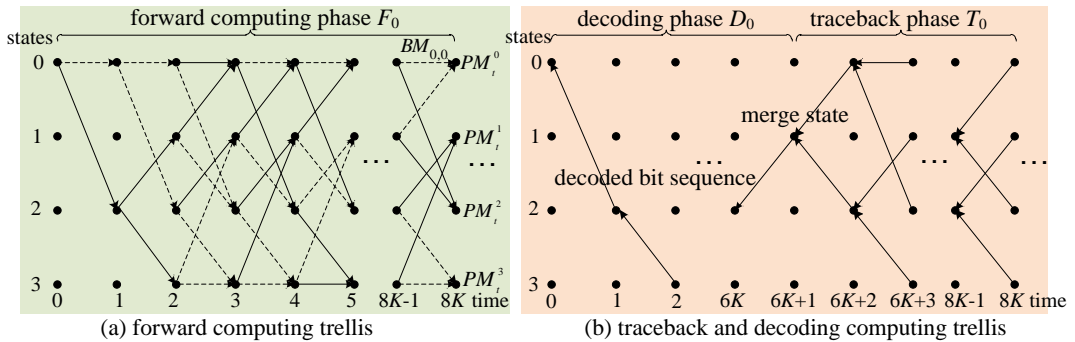 forward computing phase F₀
states
BM₀,₀
0
PMₜ⁰
1
PMₜ¹
...
...
2
PMₜ²
3
PMₜ³
0 1 2 3 4 5 8K-1 8K time
(a) forward computing trellis
decoding phase D₀ traceback phase T₀
states
0
merge state
1
...
...
...
decoded bit sequence
2
3
0 1 2 6K 6K+1 6K+2 6K+3 8K-1 8K time
(b) traceback and decoding computing trellis